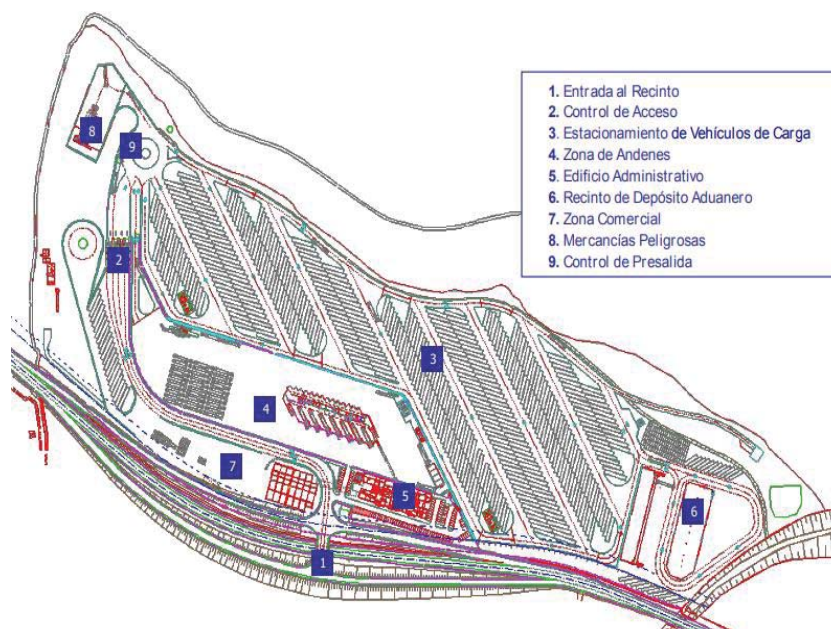 1. Entrada al Recinto
2. Control de Acceso
3. Estacionamiento de Vehículos de Carga
4. Zona de Andenes
5. Edificio Administrativo
6. Recinto de Depósito Aduanero
7. Zona Comercial
8. Mercancías Peligrosas
9. Control de Presalida
8
9
2
3
4
7
5
6
1